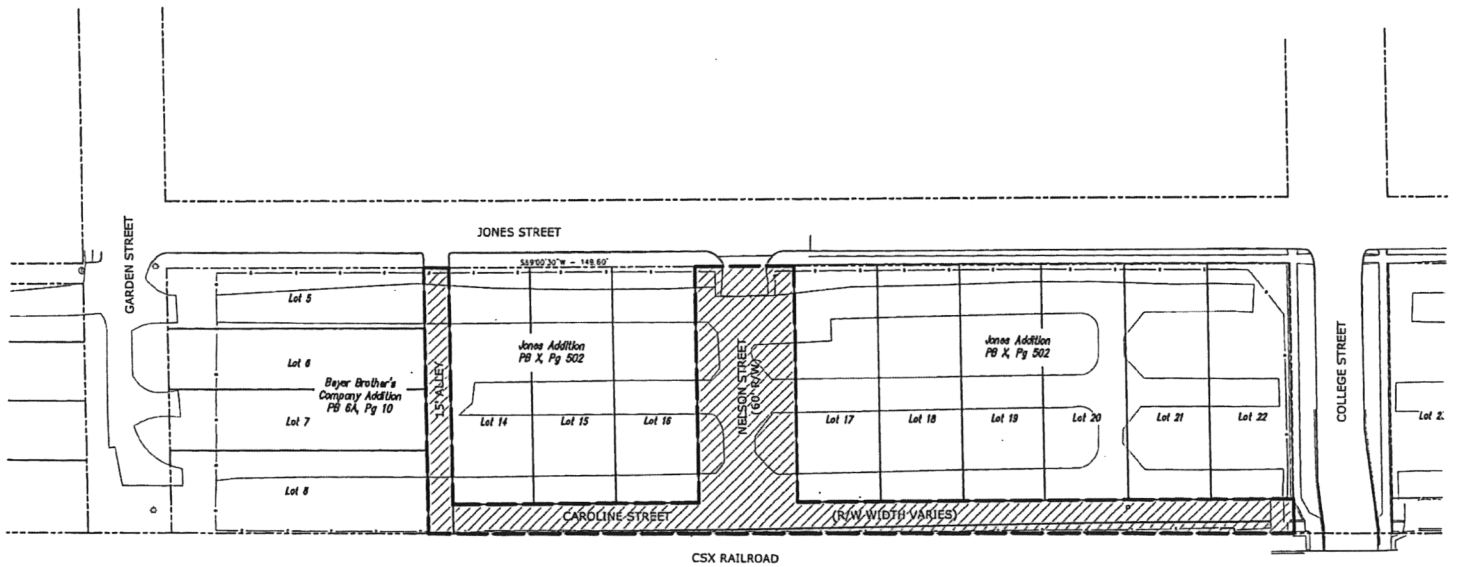 JONES STREET
S89°00'30"W - 149.60'
GARDEN STREET
Lot 5
Lot 6
Beyer Brother's
Company Addition
PB 6A, Pg 10
Lot 7
Lot 8
15' ALLEY
Jones Addition
PB X, Pg 502
Lot 14
Lot 15
Lot 16
NELSON STREET
(60' R/W)
Jones Addition
PB X, Pg 502
Lot 17
Lot 18
Lot 19
Lot 20
Lot 21
Lot 22
COLLEGE STREET
CAROLINE STREET
(R/W WIDTH VARIES)
CSX RAILROAD